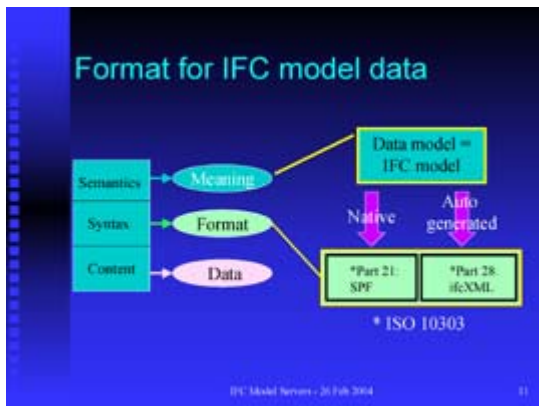 Format for IFC model data
Data model =
IFC model
Semantics
Meaning
Native
Auto
generated
Syntax
Format
Content
Data
*Part 21:
SPF
*Part 28:
ifcXML
* ISO 10303
IFC Model Servers - 26 Feb 2004
11